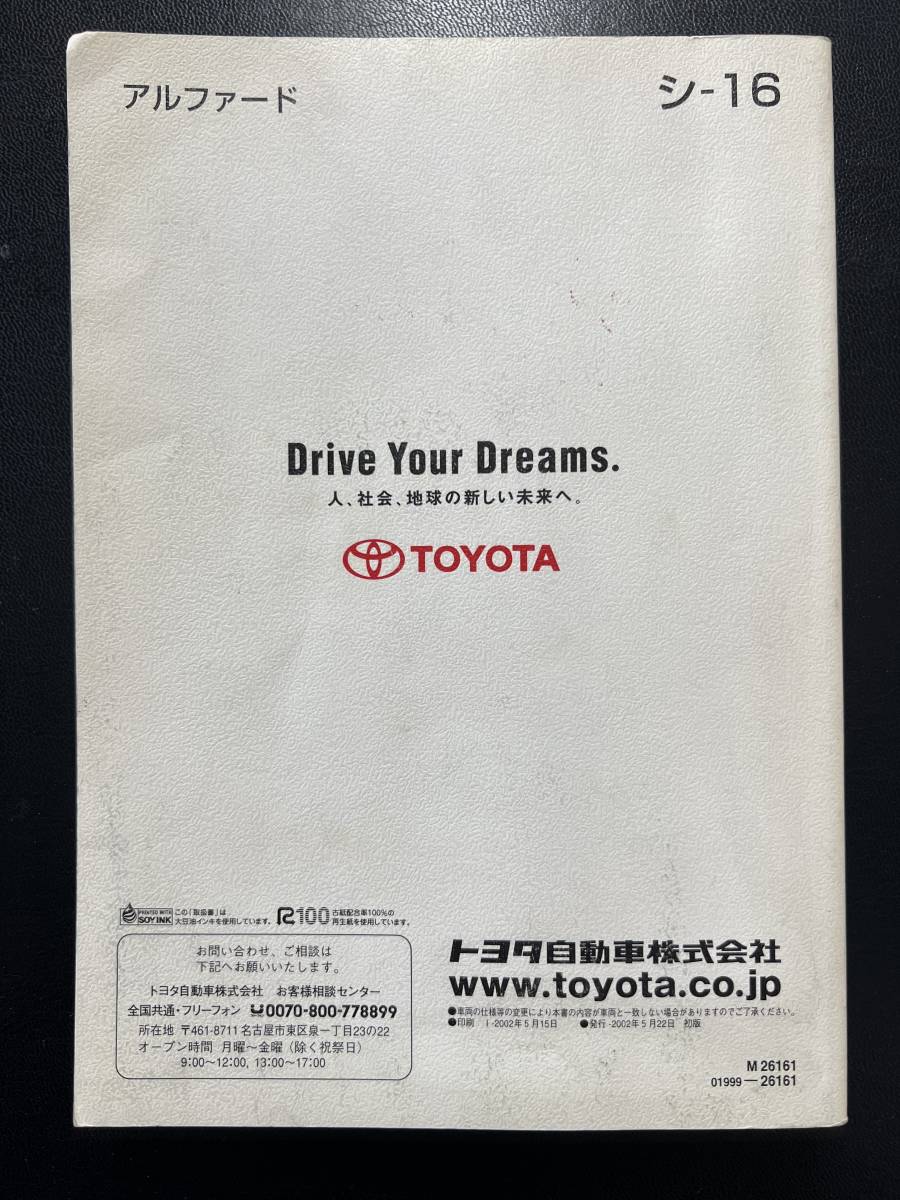 アルファード
シ-16
Drive Your Dreams.
人、社会、地球の新しい未来へ。
TOYOTA
PRINTED WITH
SOY INK
この「取扱書」は
大豆油インキを使用しています。
R100
古紙配合率100%の
再生紙を使用しています。
お問い合わせ、ご相談は
下記へお願いいたします。
トヨタ自動車株式会社 お客様相談センター
全国共通・フリーフォン 0070-800-778899
所在地 〒461-8711 名古屋市東区泉一丁目23の22
オープン時間 月曜〜金曜（除く祝祭日）
9:00〜12:00, 13:00〜17:00
トヨタ自動車株式会社
www.toyota.co.jp
●車両の仕様等の変更により本書の内容が車両と一致しない場合がありますのでご了承ください。
●印刷 I-2002年5月15日 ●発行-2002年5月22日 初版
M 26161
01999—26161